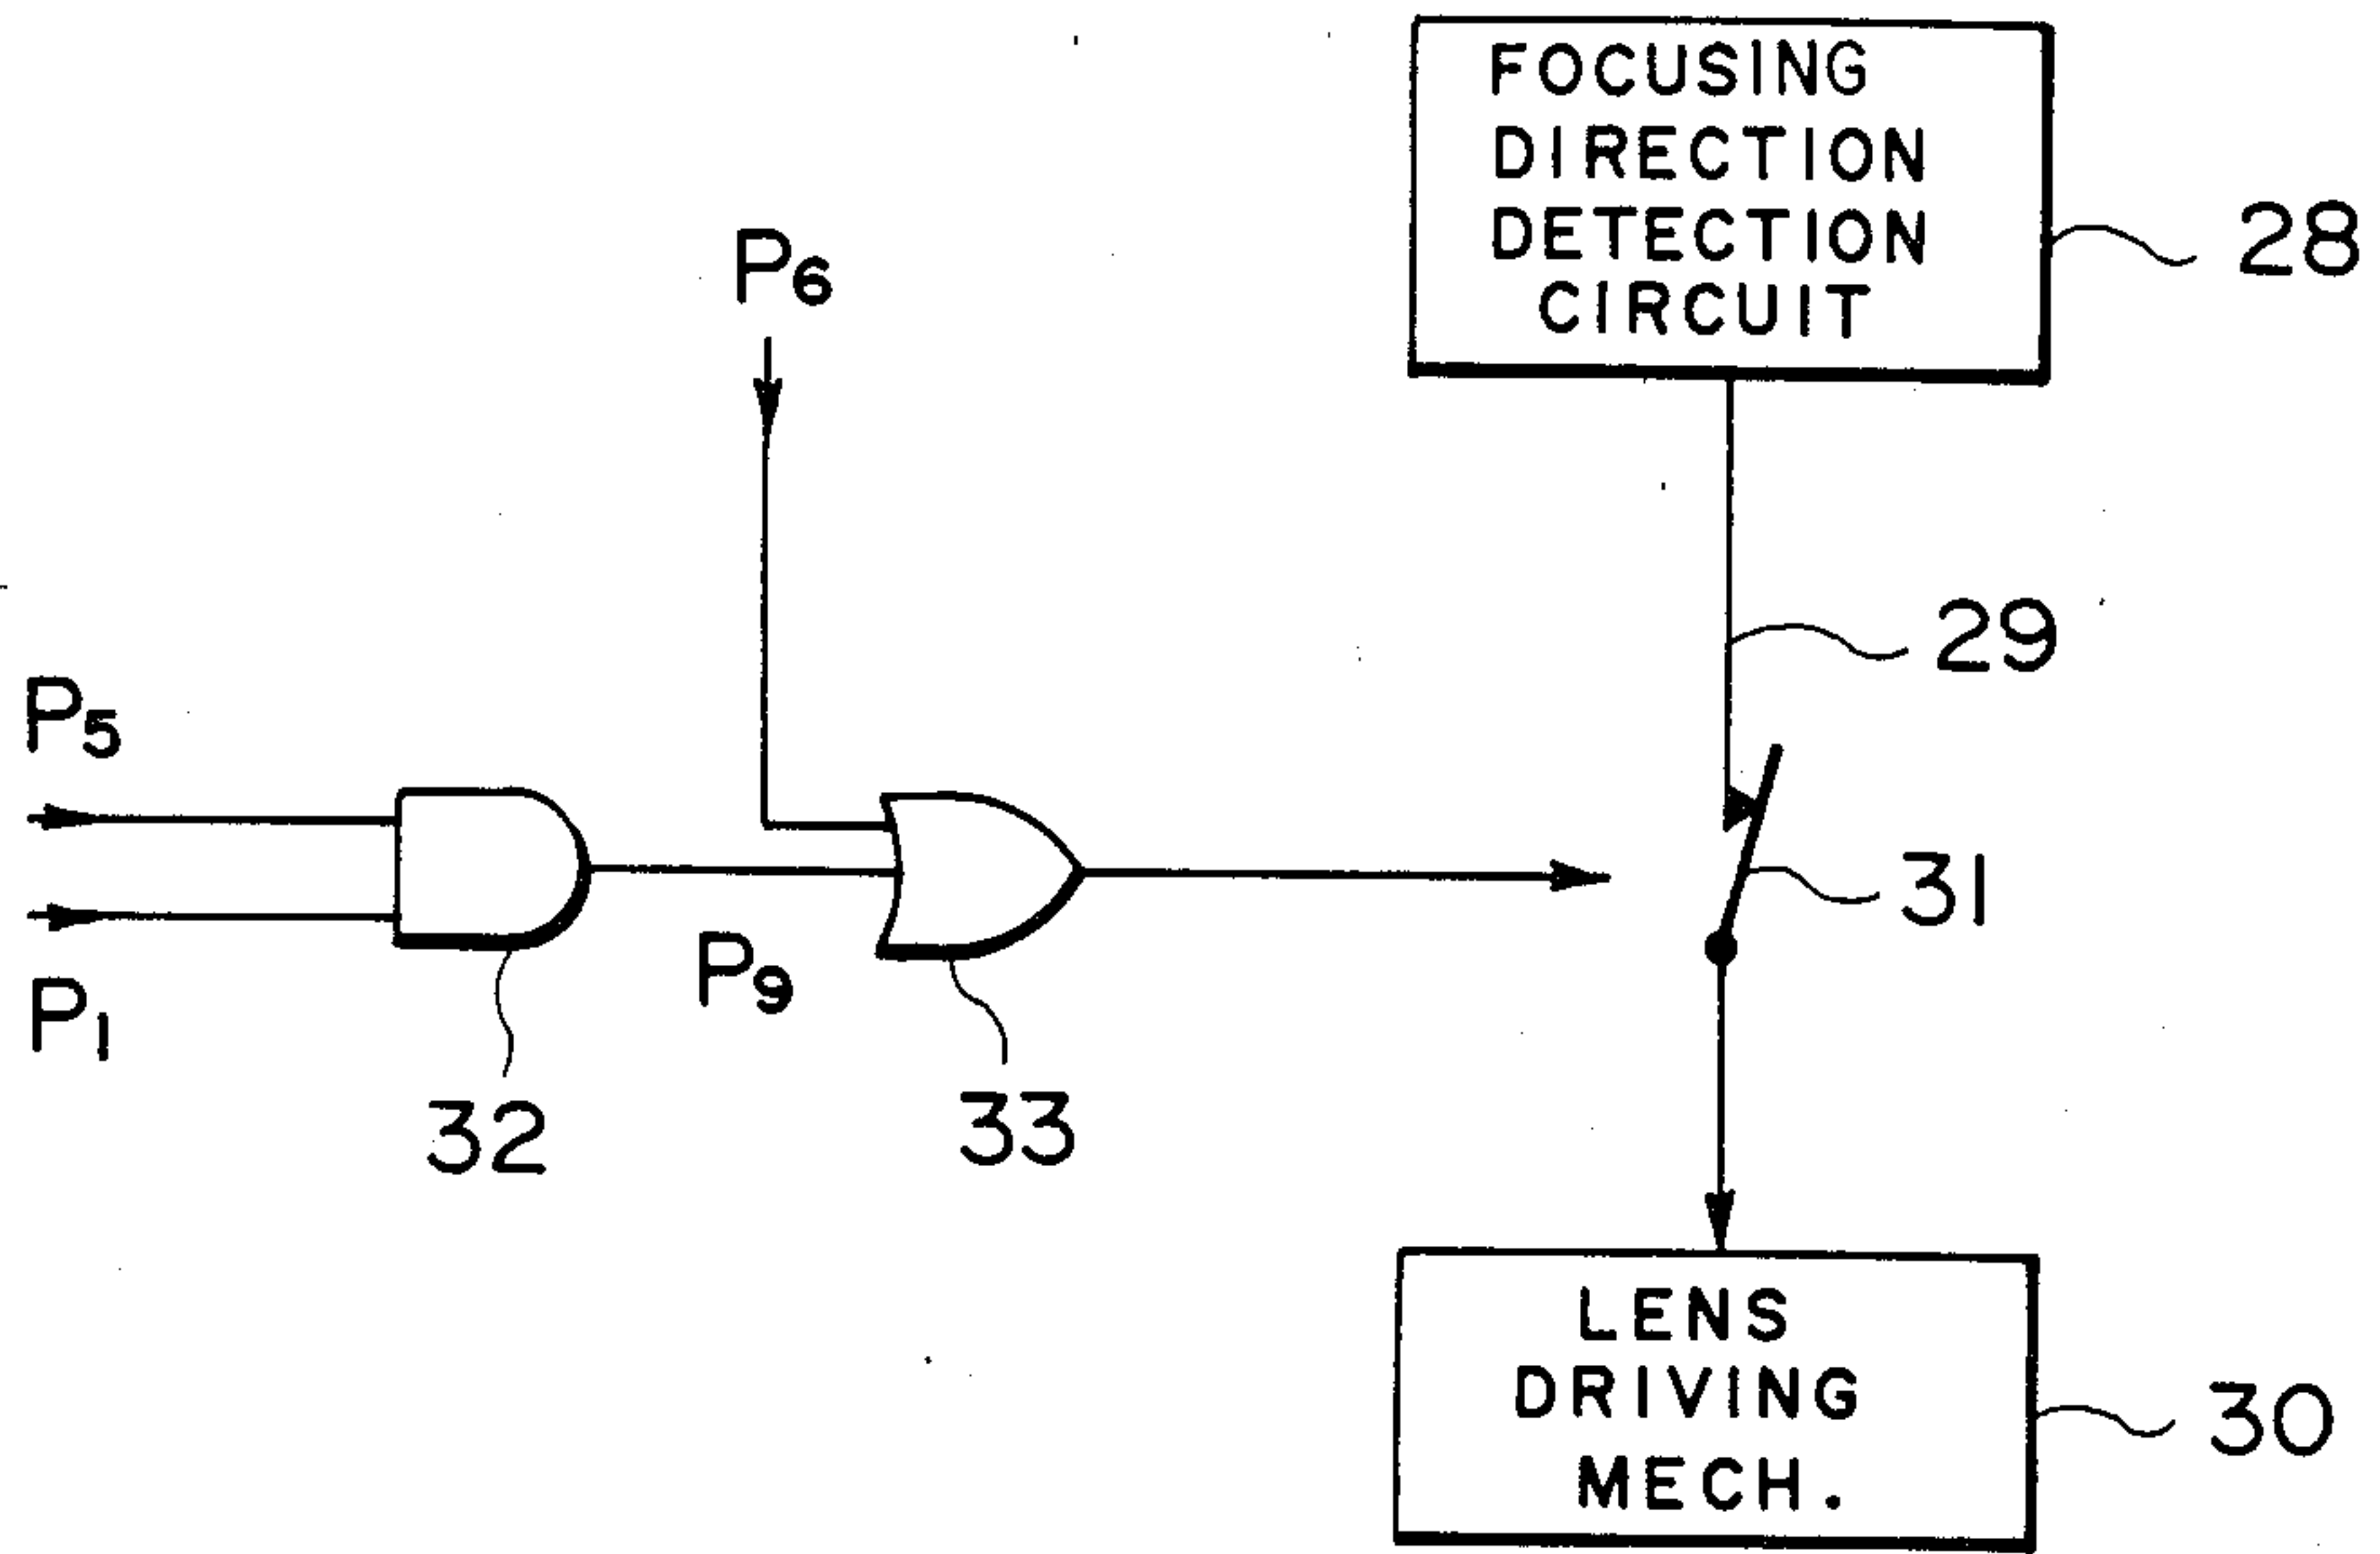 FOCUSING
DIRECTION
DETECTION
CIRCUIT
28
P6
29
P5
31
P1
P9
32
33
LENS
DRIVING
MECH.
30